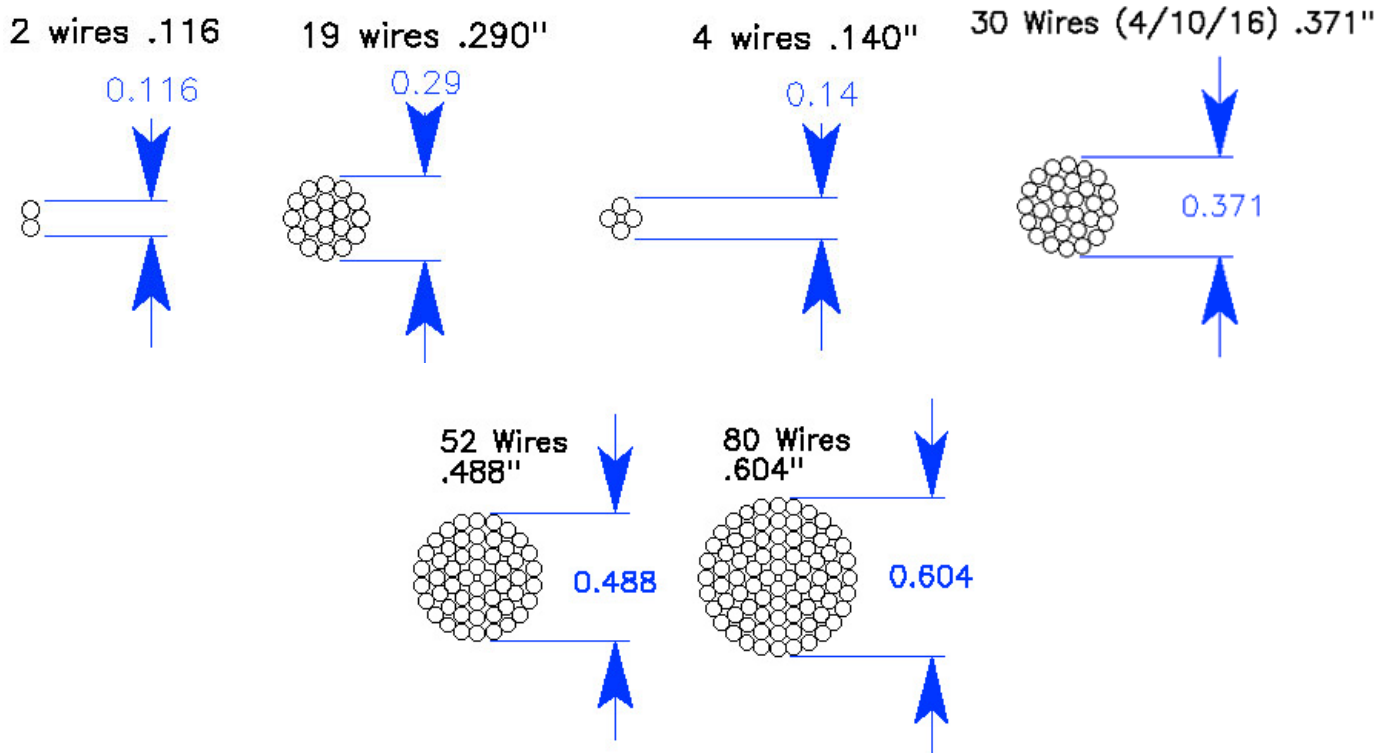 2 wires .116
0.116
19 wires .290"
0.29
4 wires .140"
0.14
30 Wires (4/10/16) .371"
0.371
52 Wires
.488"
0.488
80 Wires
.604"
0.604